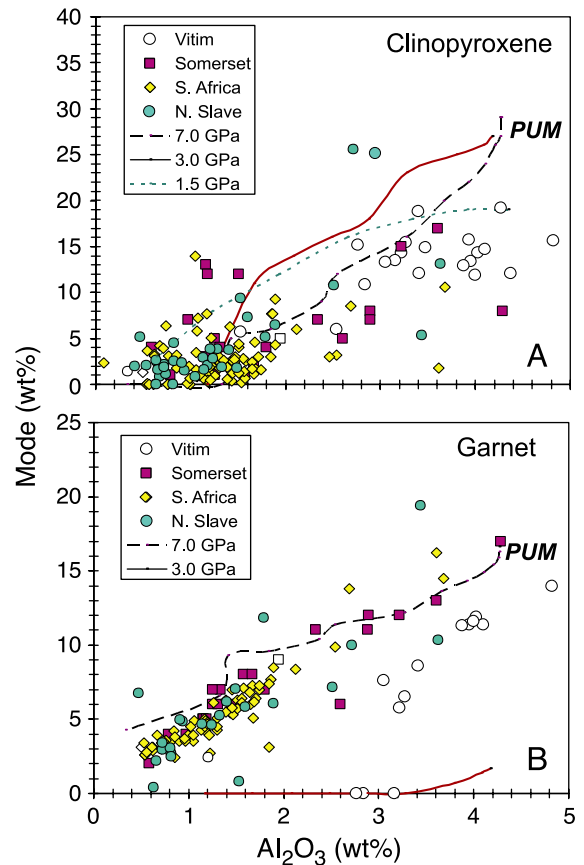 A
40
35
30
25
20
15
10
5
0
Vitim
Somerset
S. Africa
N. Slave
7.0 GPa
3.0 GPa
1.5 GPa
Clinopyroxene
PUM
A
Mode (wt%)
25
20
15
10
5
0
Vitim
Somerset
S. Africa
N. Slave
7.0 GPa
3.0 GPa
Garnet
PUM
B
0 1 2 3 4 5
Al₂O₃ (wt%)